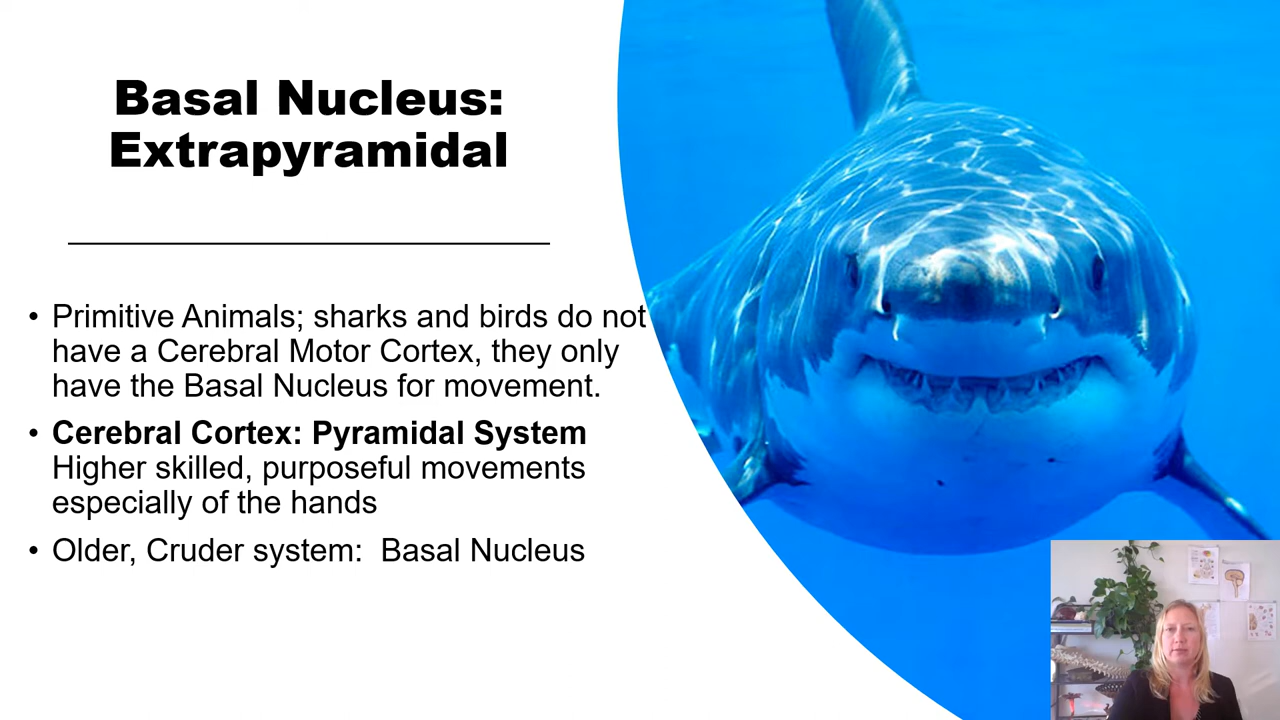 Basal Nucleus:
Extrapyramidal
• Primitive Animals; sharks and birds do not
have a Cerebral Motor Cortex, they only
have the Basal Nucleus for movement.
• Cerebral Cortex: Pyramidal System
Higher skilled, purposeful movements
especially of the hands
• Older, Cruder system:  Basal Nucleus